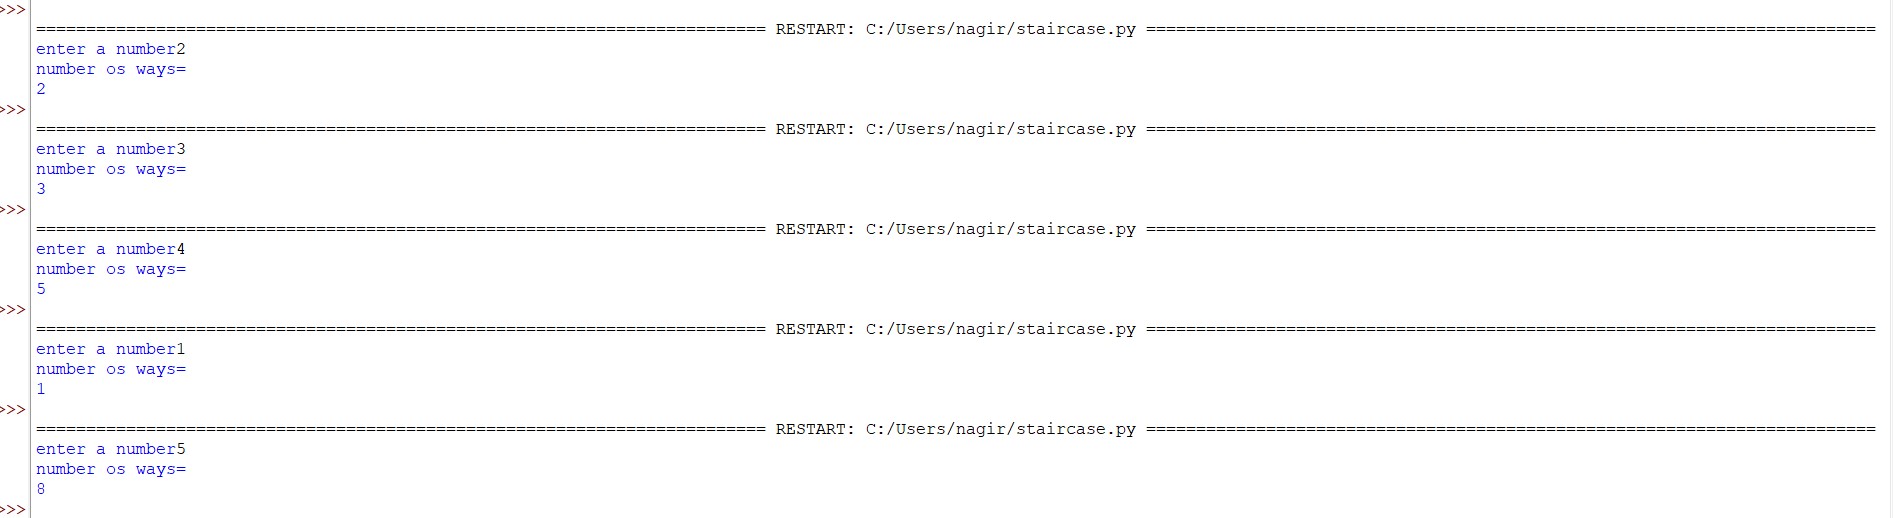 >>>
========================================================================= RESTART: C:/Users/nagir/staircase.py =========================================================================
enter a number2
number os ways=
2
>>>
========================================================================= RESTART: C:/Users/nagir/staircase.py =========================================================================
enter a number3
number os ways=
3
>>>
========================================================================= RESTART: C:/Users/nagir/staircase.py =========================================================================
enter a number4
number os ways=
5
>>>
========================================================================= RESTART: C:/Users/nagir/staircase.py =========================================================================
enter a number1
number os ways=
1
>>>
========================================================================= RESTART: C:/Users/nagir/staircase.py =========================================================================
enter a number5
number os ways=
8
>>>